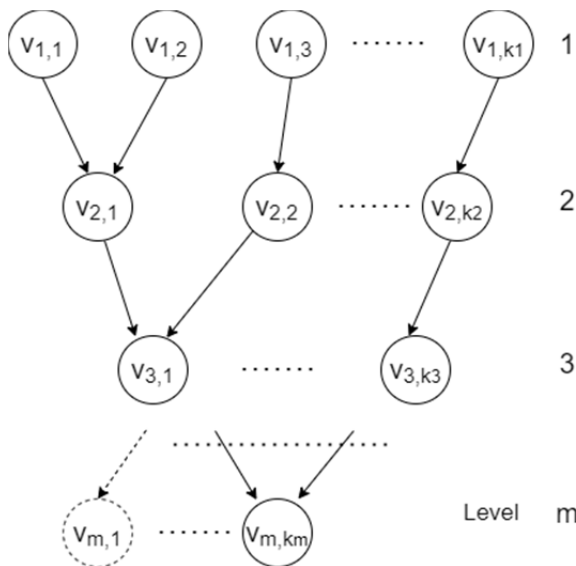 v1,1 v1,2 v1,3 ........ v1,k1 1
v2,1 v2,2 ........ v2,k2 2
v3,1 ........ v3,k3 3
vm,1 ........ vm,km Level m